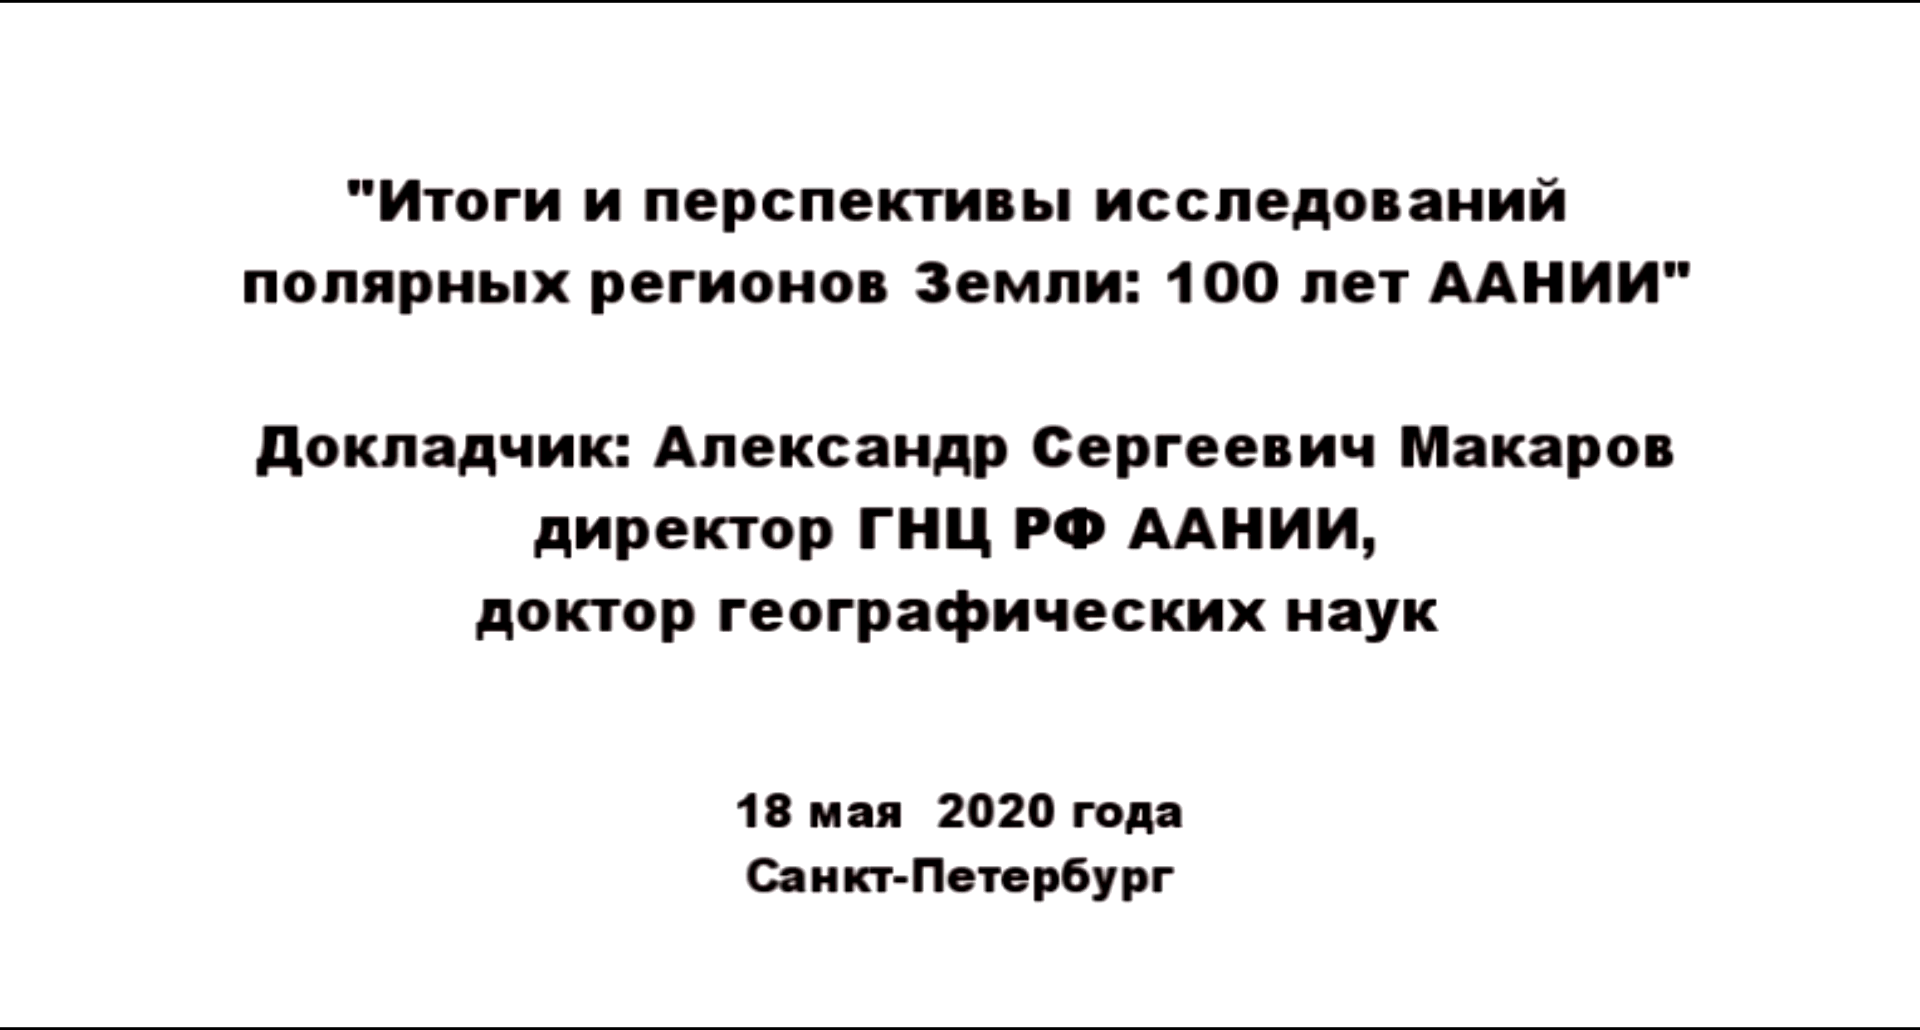 "Итоги и перспективы исследований
полярных регионов Земли: 100 лет ААНИИ"
Докладчик: Александр Сергеевич Макаров
директор ГНЦ РФ ААНИИ,
доктор географических наук
18 мая  2020 года
Санкт-Петербург